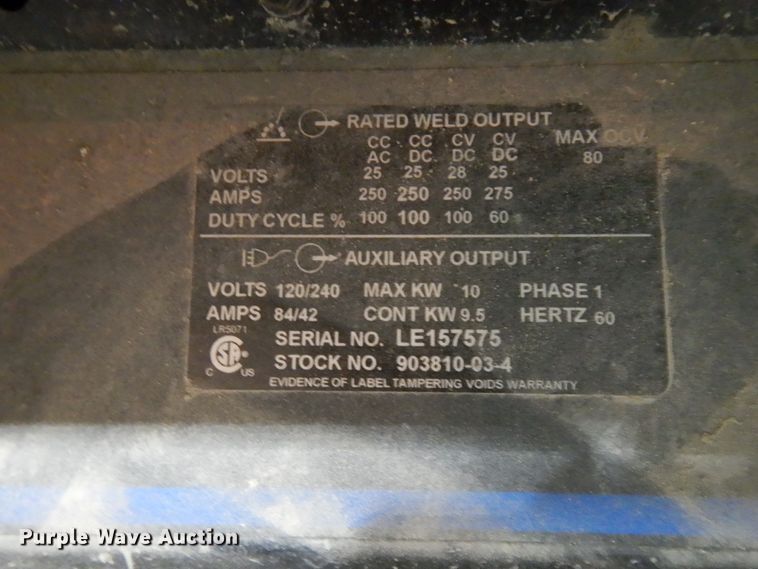 RATED WELD OUTPUT
MAX OCV
CC CC CV CV
AC DC DC DC 80
VOLTS 25 25 28 25
AMPS 250 250 250 275
DUTY CYCLE % 100 100 100 60
AUXILIARY OUTPUT
VOLTS 120/240 MAX KW 10 PHASE 1
AMPS 84/42 CONT KW 9.5 HERTZ 60
LR5071
SERIAL NO. LE157575
C SA US
STOCK NO. 903810-03-4
EVIDENCE OF LABEL TAMPERING VOIDS WARRANTY
Purple Wave Auction